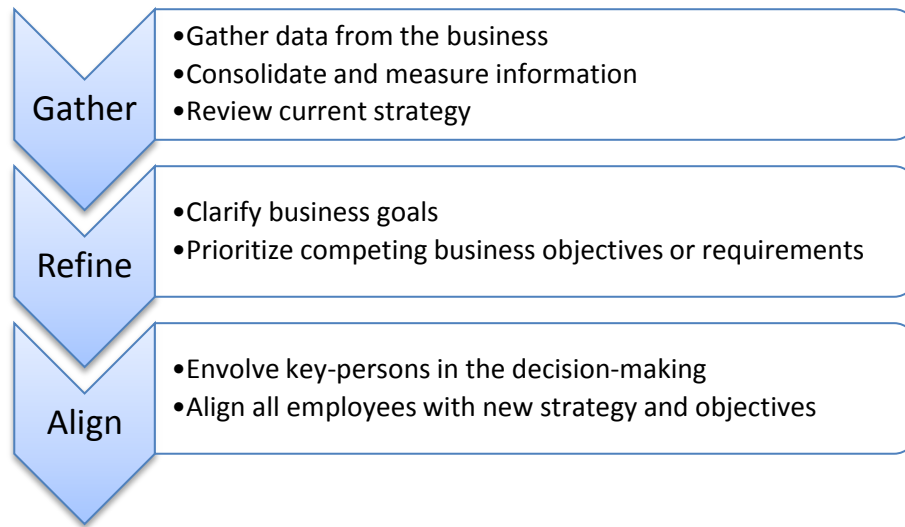 Gather
•Gather data from the business
•Consolidate and measure information
•Review current strategy
Refine
•Clarify business goals
•Prioritize competing business objectives or requirements
Align
•Envolve key-persons in the decision-making
•Align all employees with new strategy and objectives